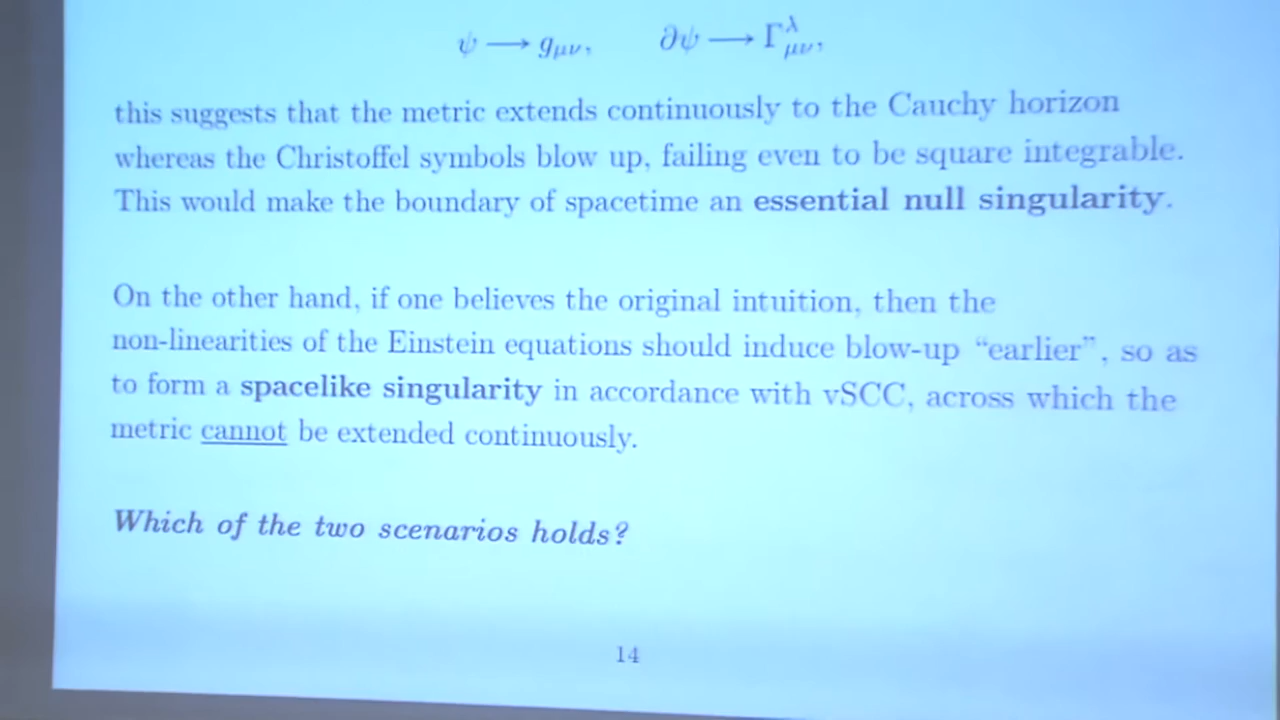 ψ ⟶ g_{μν}, ∂ψ ⟶ Γ^λ_{μν},
this suggests that the metric extends continuously to the Cauchy horizon
whereas the Christoffel symbols blow up, failing even to be square integrable.
This would make the boundary of spacetime an essential null singularity.
On the other hand, if one believes the original intuition, then the
non-linearities of the Einstein equations should induce blow-up “earlier”, so as
to form a spacelike singularity in accordance with vSCC, across which the
metric cannot be extended continuously.
Which of the two scenarios holds?
14